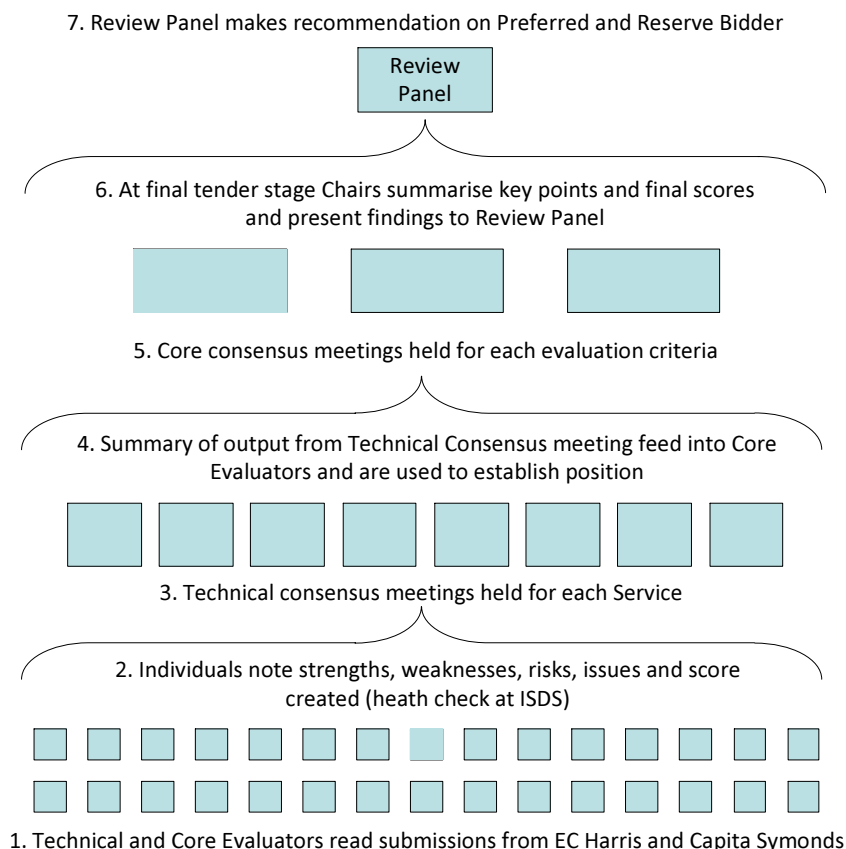 7. Review Panel makes recommendation on Preferred and Reserve Bidder
Review
Panel
6. At final tender stage Chairs summarise key points and final scores
and present findings to Review Panel
5. Core consensus meetings held for each evaluation criteria
4. Summary of output from Technical Consensus meeting feed into Core
Evaluators and are used to establish position
3. Technical consensus meetings held for each Service
2. Individuals note strengths, weaknesses, risks, issues and score
created (heath check at ISDS)
1. Technical and Core Evaluators read submissions from EC Harris and Capita Symonds